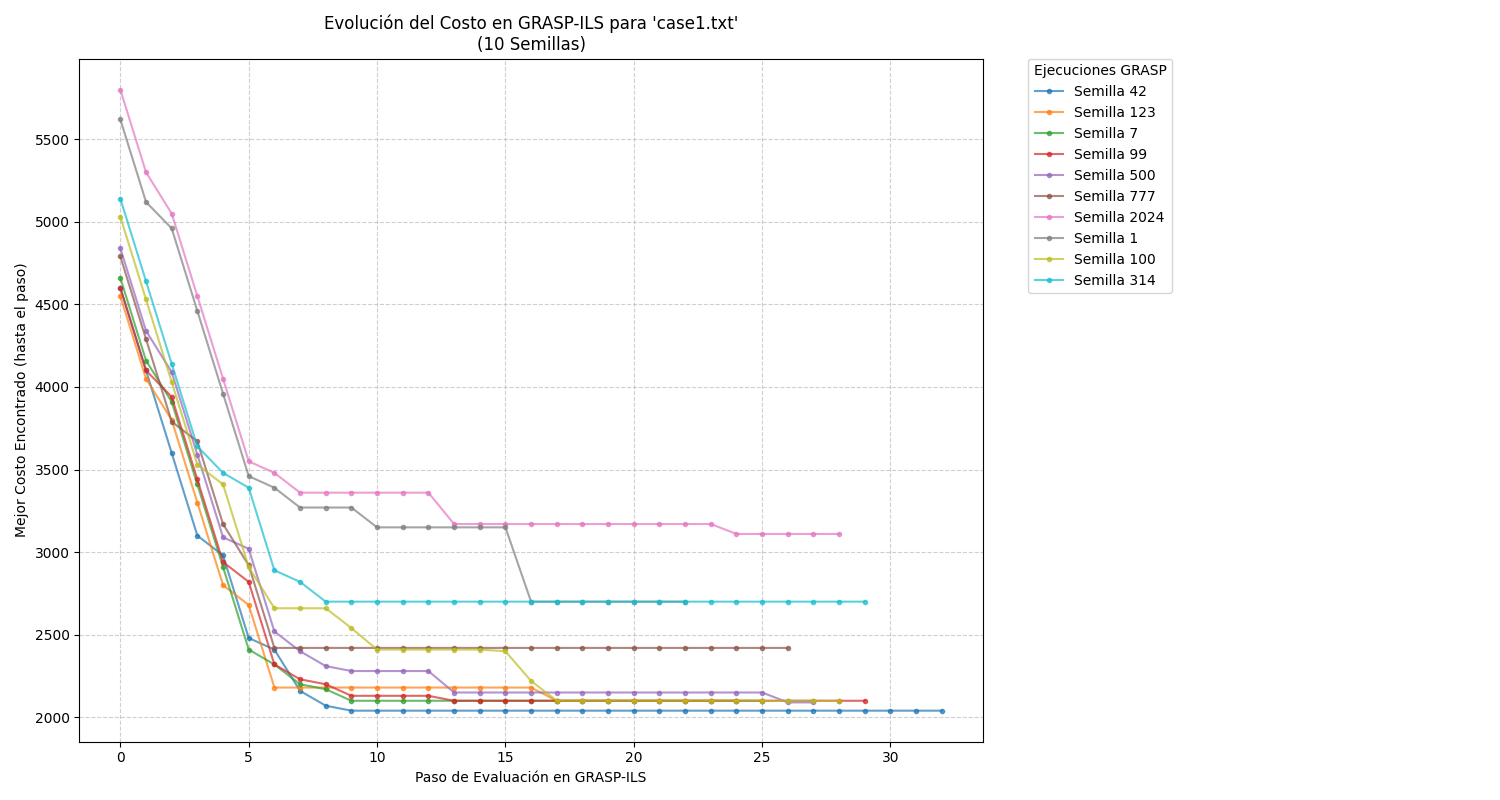 Evolución del Costo en GRASP-ILS para 'case1.txt'
(10 Semillas)
Mejor Costo Encontrado (hasta el paso)
5500
5000
4500
4000
3500
3000
2500
2000
0
5
10
15
20
25
30
Paso de Evaluación en GRASP-ILS
Ejecuciones GRASP
Semilla 42
Semilla 123
Semilla 7
Semilla 99
Semilla 500
Semilla 777
Semilla 2024
Semilla 1
Semilla 100
Semilla 314